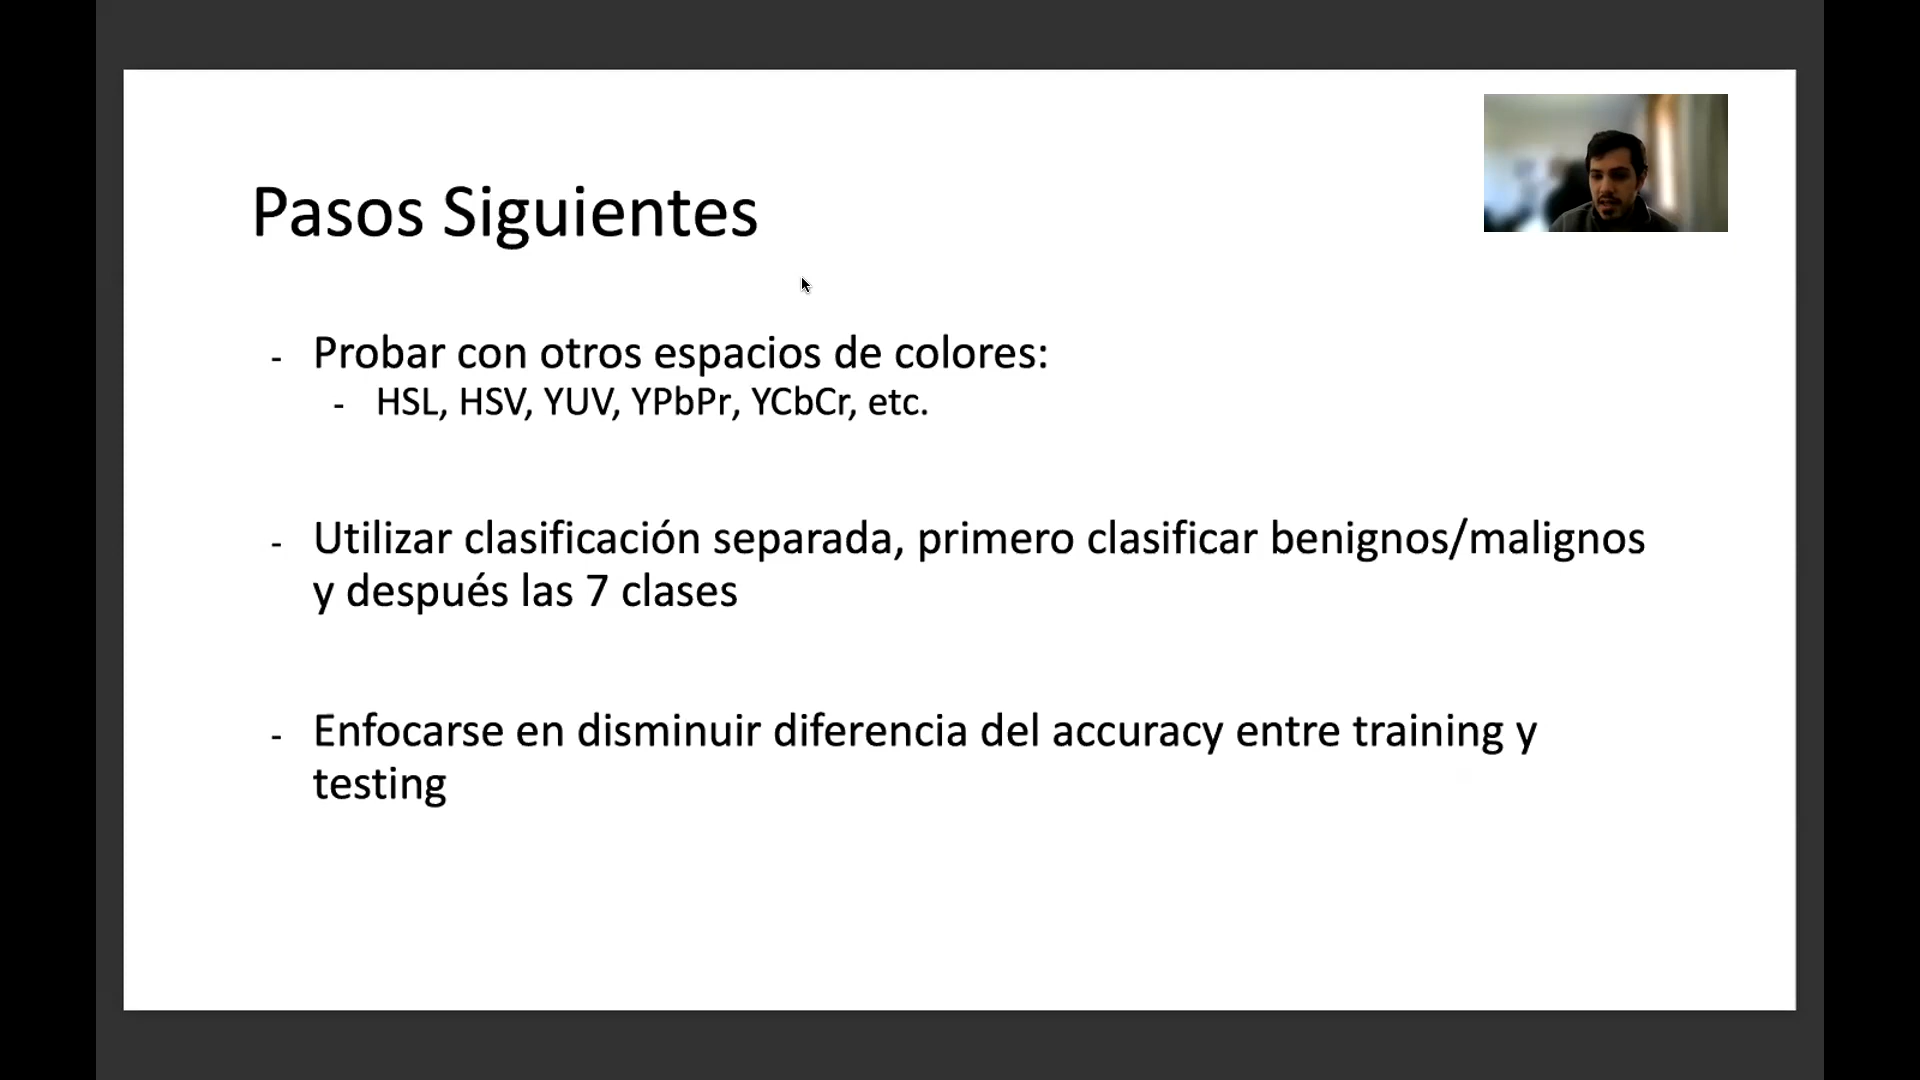 Pasos Siguientes
- Probar con otros espacios de colores:
- HSL, HSV, YUV, YPbPr, YCbCr, etc.
- Utilizar clasificación separada, primero clasificar benignos/malignos
y después las 7 clases
- Enfocarse en disminuir diferencia del accuracy entre training y
testing